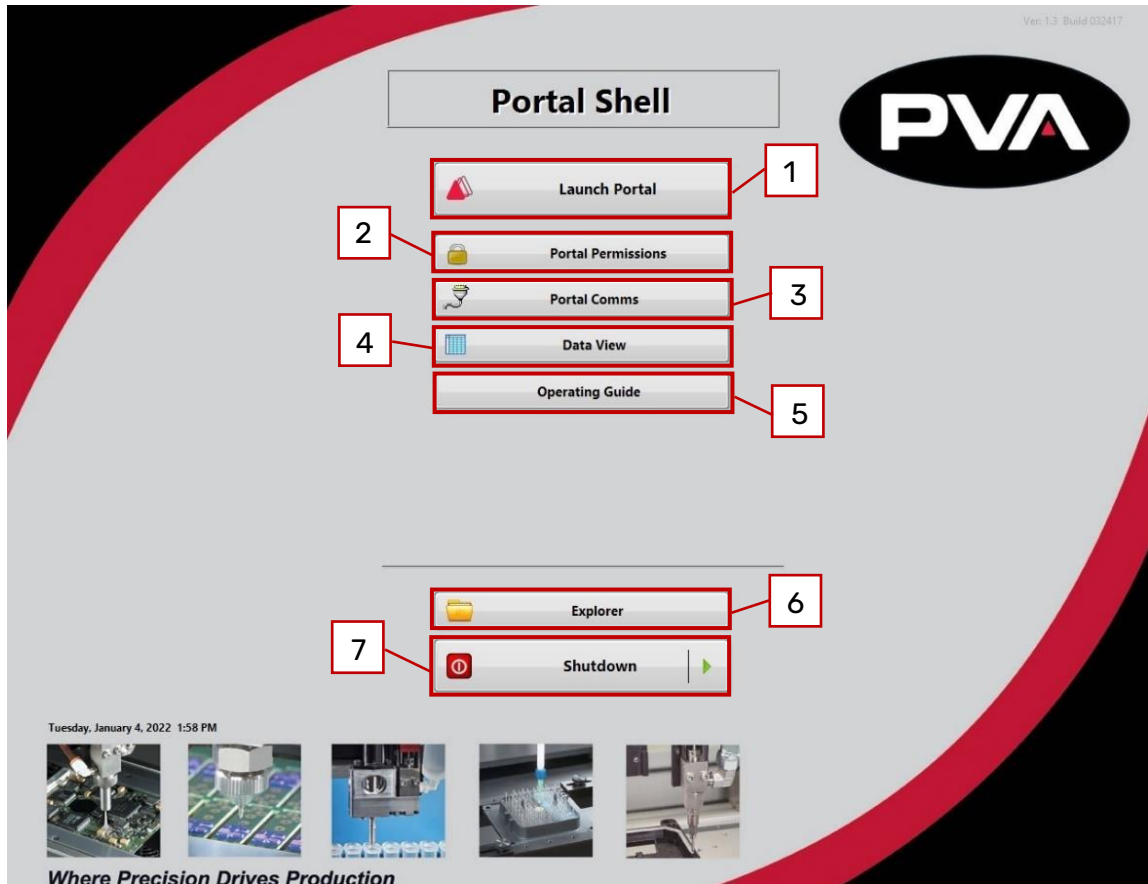 Ver: 1.3 Build 032417
Portal Shell
PVA
1
Launch Portal
2
Portal Permissions
Portal Comms
3
4
Data View
Operating Guide
5
Explorer
6
7
Shutdown
Tuesday, January 4, 2022 1:58 PM
Where Precision Drives Production